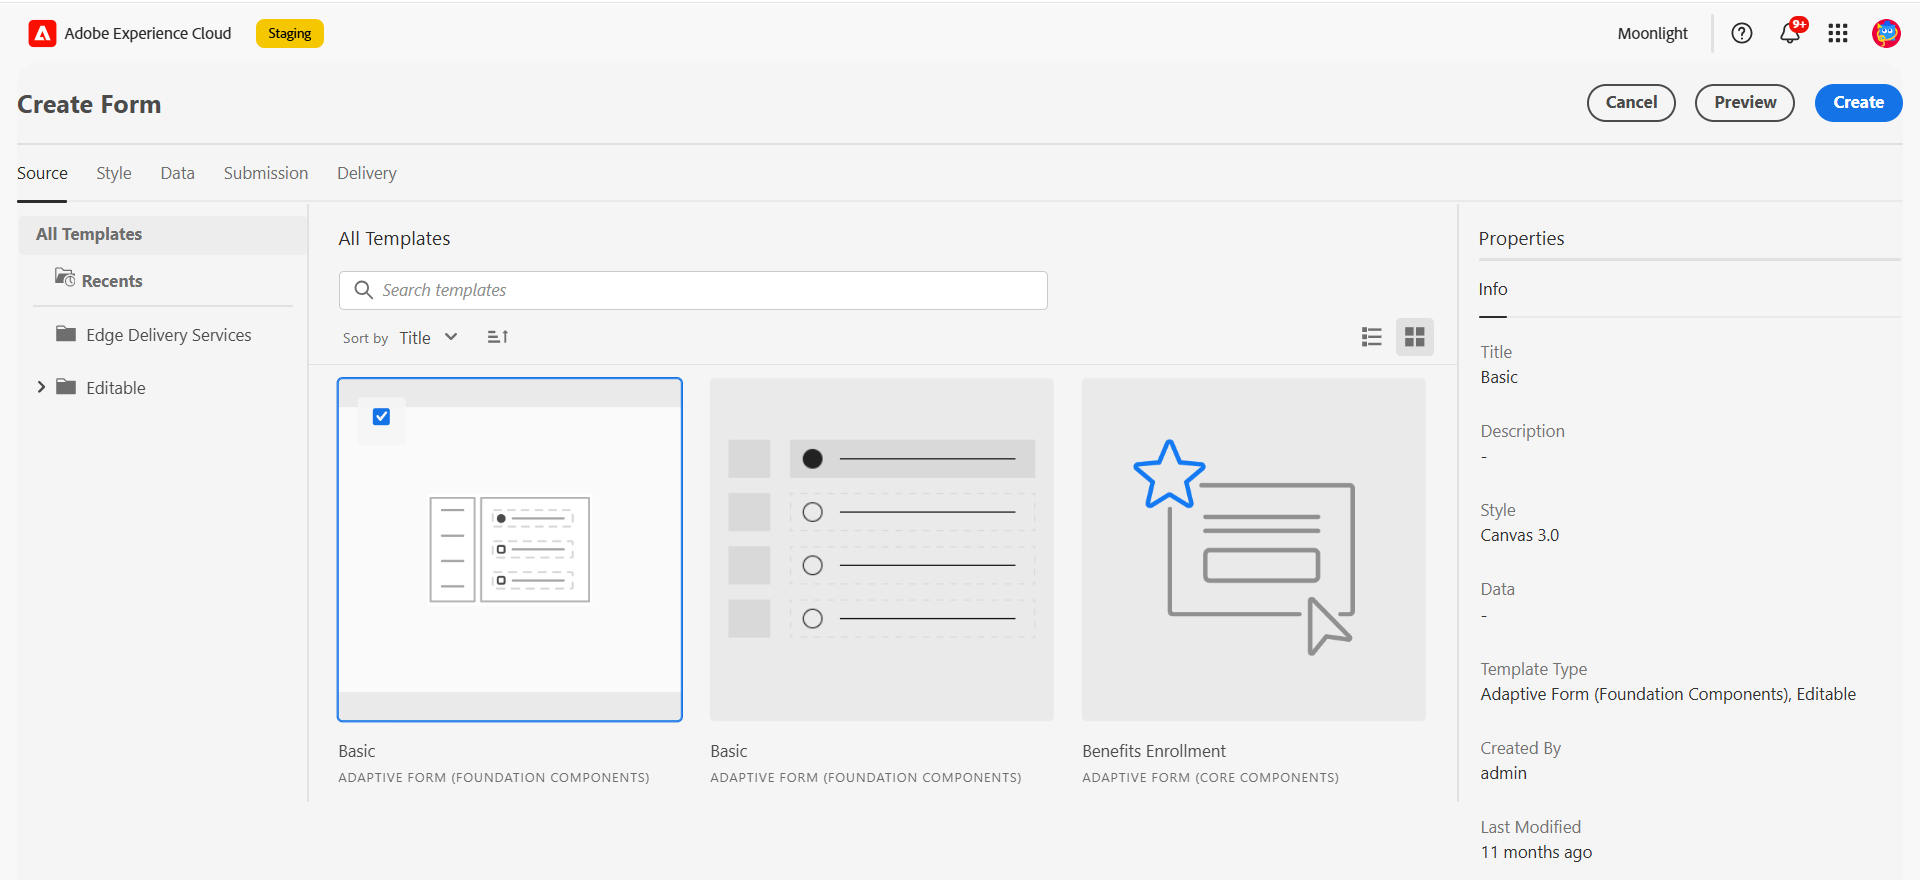 Adobe Experience Cloud
Staging
Moonlight
9+
Create Form
Cancel
Preview
Create
Source
Style
Data
Submission
Delivery
All Templates
Recents
Edge Delivery Services
Editable
All Templates
Search templates
Sort by
Title
Basic
ADAPTIVE FORM (FOUNDATION COMPONENTS)
Basic
ADAPTIVE FORM (FOUNDATION COMPONENTS)
Benefits Enrollment
ADAPTIVE FORM (CORE COMPONENTS)
Properties
Info
Title
Basic
Description
-
Style
Canvas 3.0
Data
-
Template Type
Adaptive Form (Foundation Components), Editable
Created By
admin
Last Modified
11 months ago